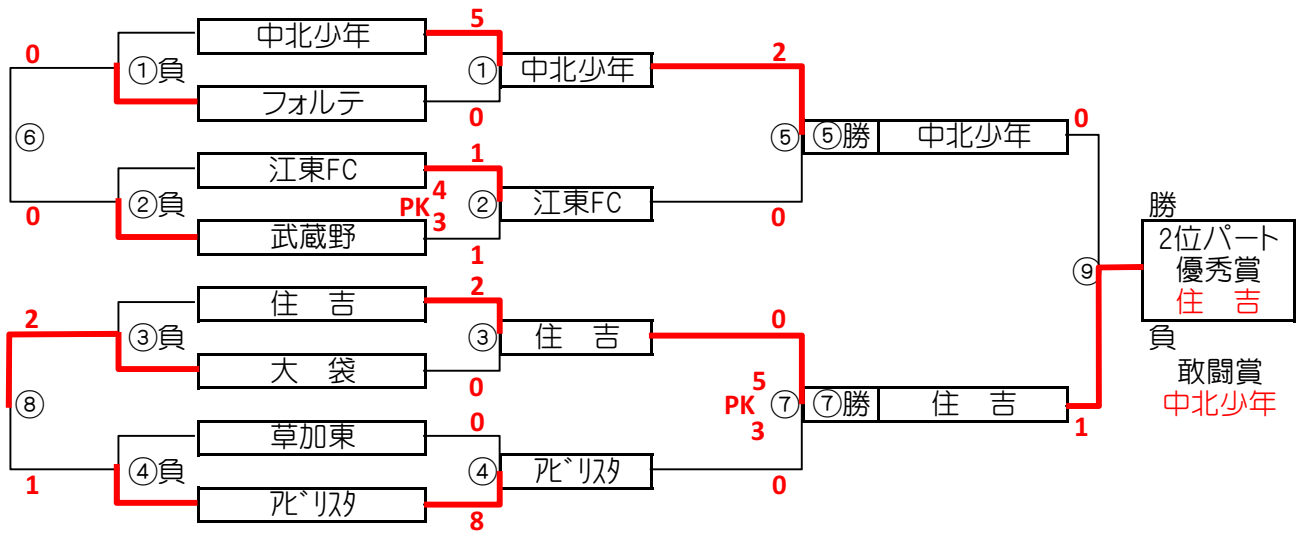 5
中北少年
0
①負
①
中北少年
2
フォルテ
0
0
⑥
⑤
⑤勝
中北少年
江東FC
1
②負
PK
4
3
②
江東FC
0
0
武蔵野
1
勝
2位パート
優秀賞
住 吉
⑨
負
敢闘賞
中北少年
住 吉
2
2
③負
③
住 吉
0
大 袋
0
⑧
PK
5
3
⑦
⑦勝
住 吉
1
草加東
0
④負
④
アビリスタ
0
1
アビリスタ
8